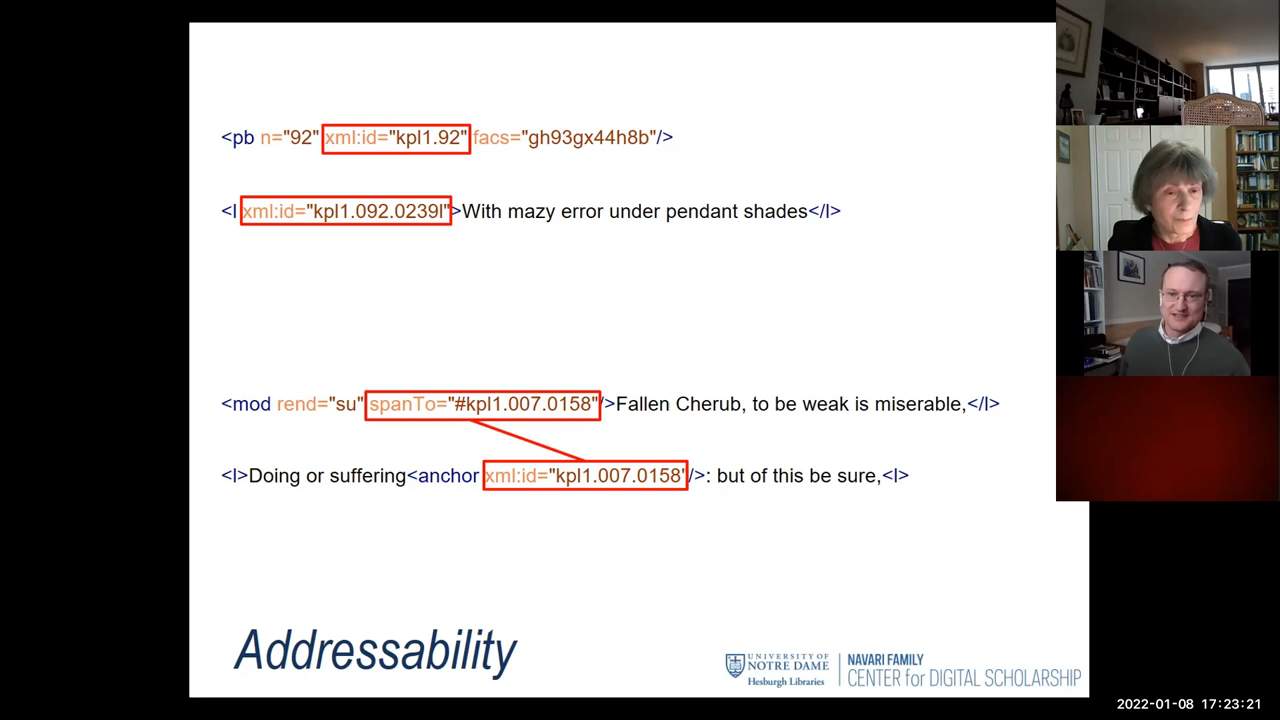 <pb n="92" xml:id="kpl1.92" facs="gh93gx44h8b"/>
<l xml:id="kpl1.092.0239l">With mazy error under pendant shades</l>
<mod rend="su" spanTo="#kpl1.007.0158"/>Fallen Cherub, to be weak is miserable,</l>
<l>Doing or suffering<anchor xml:id="kpl1.007.0158"/>: but of this be sure,<l>
Addressability
UNIVERSITY OF
NOTRE DAME
Hesburgh Libraries
NAVARI FAMILY
CENTER for DIGITAL SCHOLARSHIP
2022-01-08 17:23:21